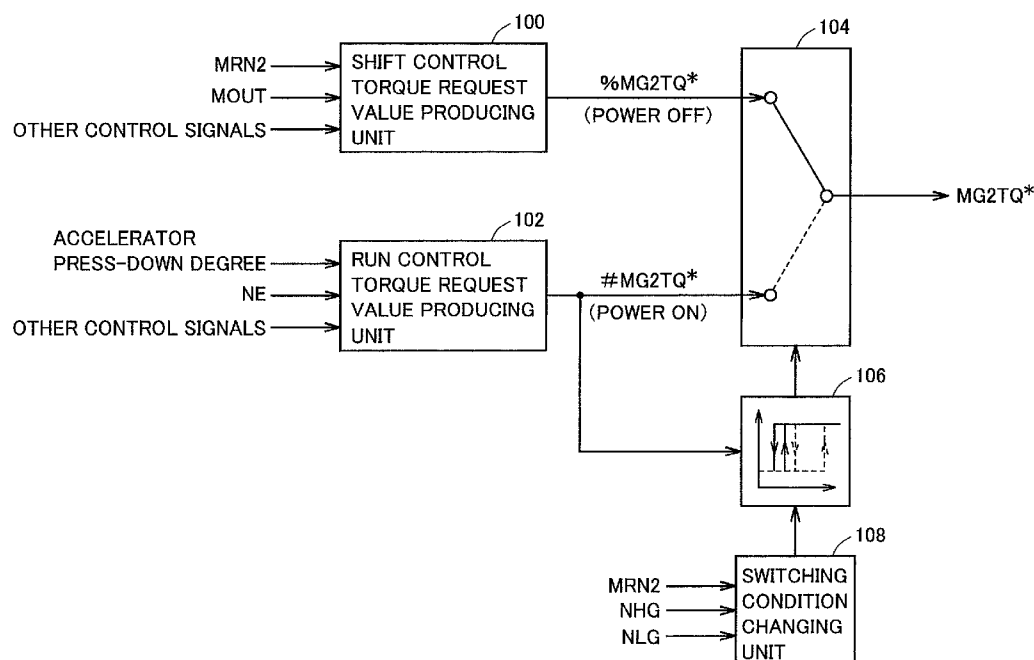 100
MRN2
MOUT
OTHER CONTROL SIGNALS
SHIFT CONTROL
TORQUE REQUEST
VALUE PRODUCING
UNIT
%MG2TQ*
(POWER OFF)
104
MG2TQ*
102
ACCELERATOR
PRESS-DOWN DEGREE
NE
OTHER CONTROL SIGNALS
RUN CONTROL
TORQUE REQUEST
VALUE PRODUCING
UNIT
#MG2TQ*
(POWER ON)
106
108
MRN2
NHG
NLG
SWITCHING
CONDITION
CHANGING
UNIT